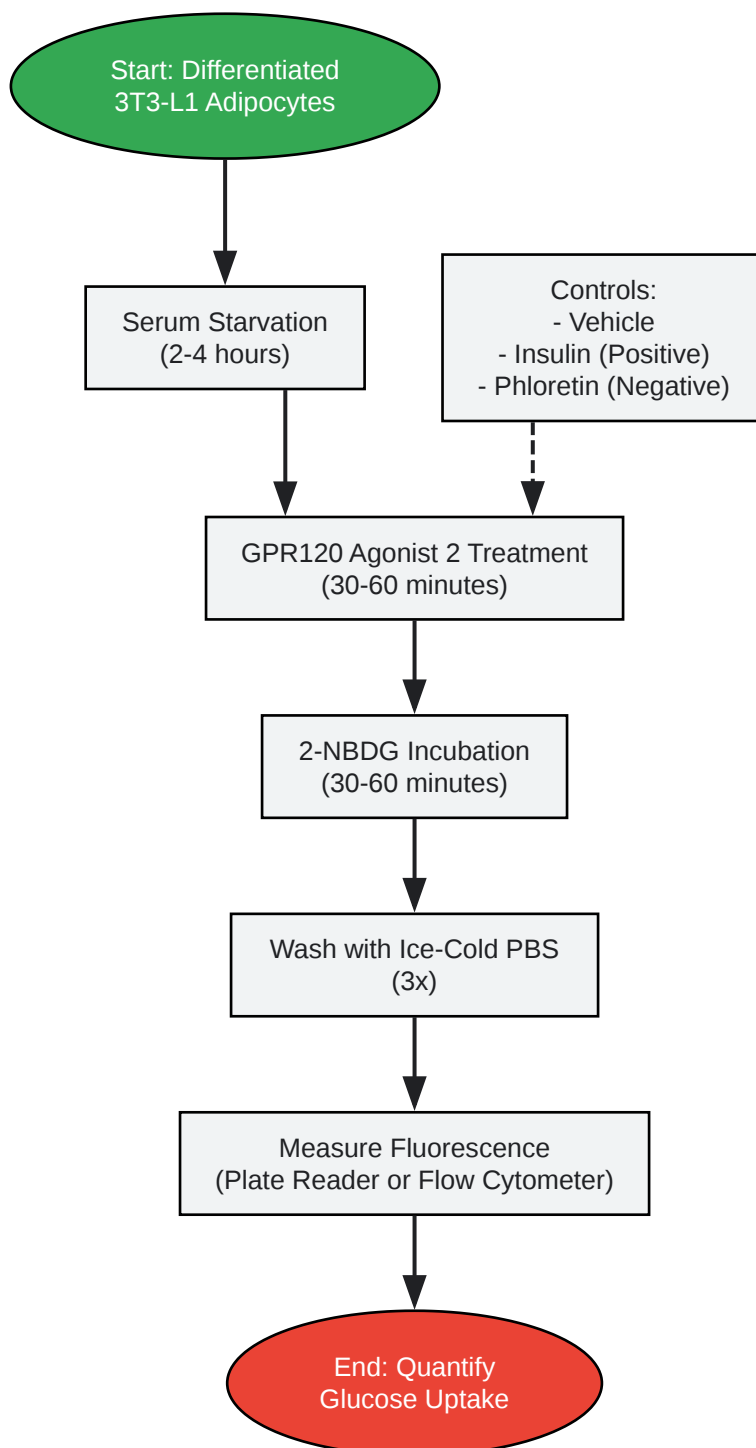 Start: Differentiated
3T3-L1 Adipocytes
Serum Starvation
(2-4 hours)
Controls:
- Vehicle
- Insulin (Positive)
- Phloretin (Negative)
GPR120 Agonist 2 Treatment
(30-60 minutes)
2-NBDG Incubation
(30-60 minutes)
Wash with Ice-Cold PBS
(3x)
Measure Fluorescence
(Plate Reader or Flow Cytometer)
End: Quantify
Glucose Uptake